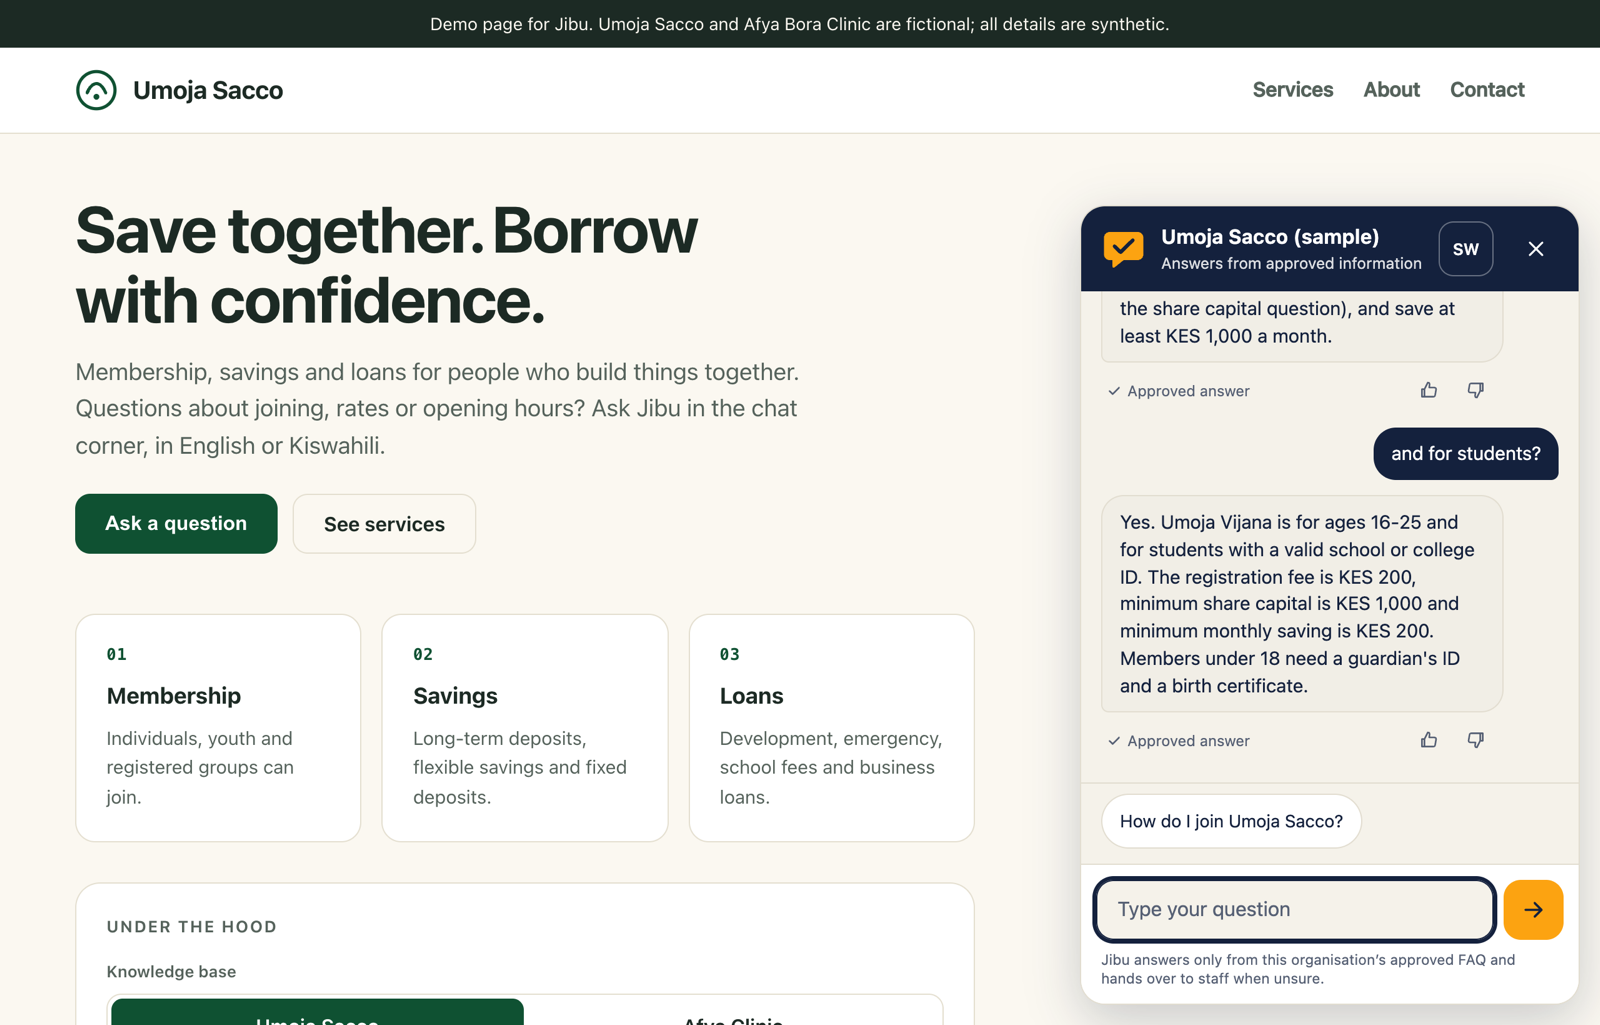 Demo page for Jibu. Umoja Sacco and Afya Bora Clinic are fictional; all details are synthetic.
Umoja Sacco
Services
About
Contact
Save together. Borrow
with confidence.
Membership, savings and loans for people who build things together.
Questions about joining, rates or opening hours? Ask Jibu in the chat
corner, in English or Kiswahili.
Ask a question
See services
01
Membership
Individuals, youth and
registered groups can
join.
02
Savings
Long-term deposits,
flexible savings and fixed
deposits.
03
Loans
Development, emergency,
school fees and business
loans.
UNDER THE HOOD
Knowledge base
Umoja Sacco
Afya Clinic
Umoja Sacco (sample)
Answers from approved information
SW
the share capital question), and save at
least KES 1,000 a month.
Approved answer
and for students?
Yes. Umoja Vijana is for ages 16-25 and
for students with a valid school or college
ID. The registration fee is KES 200,
minimum share capital is KES 1,000 and
minimum monthly saving is KES 200.
Members under 18 need a guardian's ID
and a birth certificate.
Approved answer
How do I join Umoja Sacco?
Type your question
Jibu answers only from this organisation’s approved FAQ and
hands over to staff when unsure.